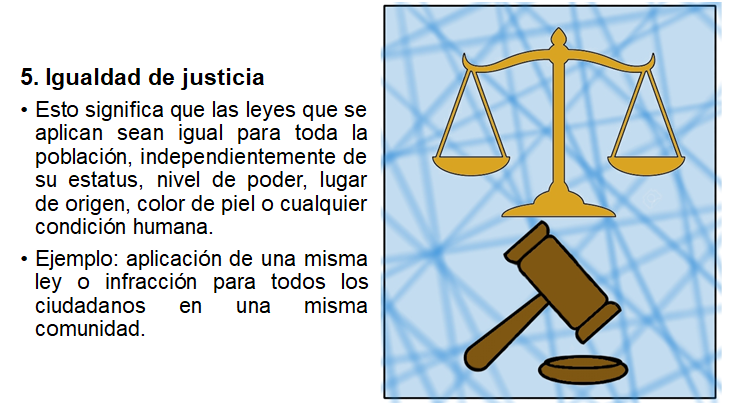 5. Igualdad de justicia
• Esto significa que las leyes que se
aplican sean igual para toda la
población, independientemente de
su estatus, nivel de poder, lugar
de origen, color de piel o cualquier
condición humana.
• Ejemplo: aplicación de una misma
ley o infracción para todos los
ciudadanos en una misma
comunidad.